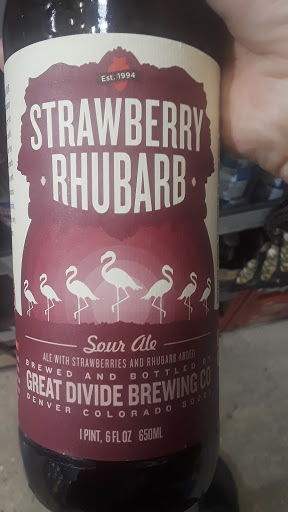 Est. 1994
STRAWBERRY
· RHUBARB ·
Sour Ale
ALE WITH STRAWBERRIES AND RHUBARB ADDED
BREWED AND BOTTLED BY
GREAT DIVIDE BREWING CO
DENVER COLORADO
1 PINT, 6 FL OZ 650ML